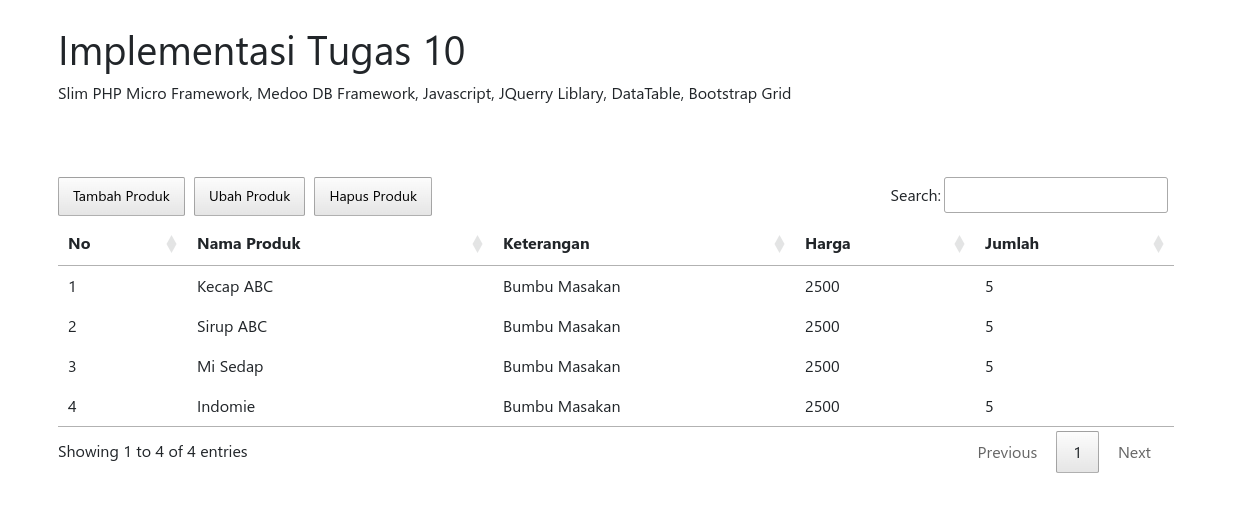 Implementasi Tugas 10
Slim PHP Micro Framework, Medoo DB Framework, Javascript, JQuerry Liblary, DataTable, Bootstrap Grid
Tambah Produk Ubah Produk Hapus Produk Search:
No Nama Produk Keterangan Harga Jumlah
1 Kecap ABC Bumbu Masakan 2500 5
2 Sirup ABC Bumbu Masakan 2500 5
3 Mi Sedap Bumbu Masakan 2500 5
4 Indomie Bumbu Masakan 2500 5
Showing 1 to 4 of 4 entries Previous 1 Next